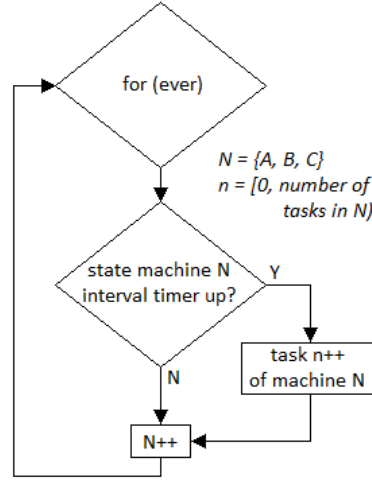 for (ever)
N = {A, B, C}
n = [0, number of
tasks in N)
state machine N
interval timer up?
Y
task n++
of machine N
N
N++